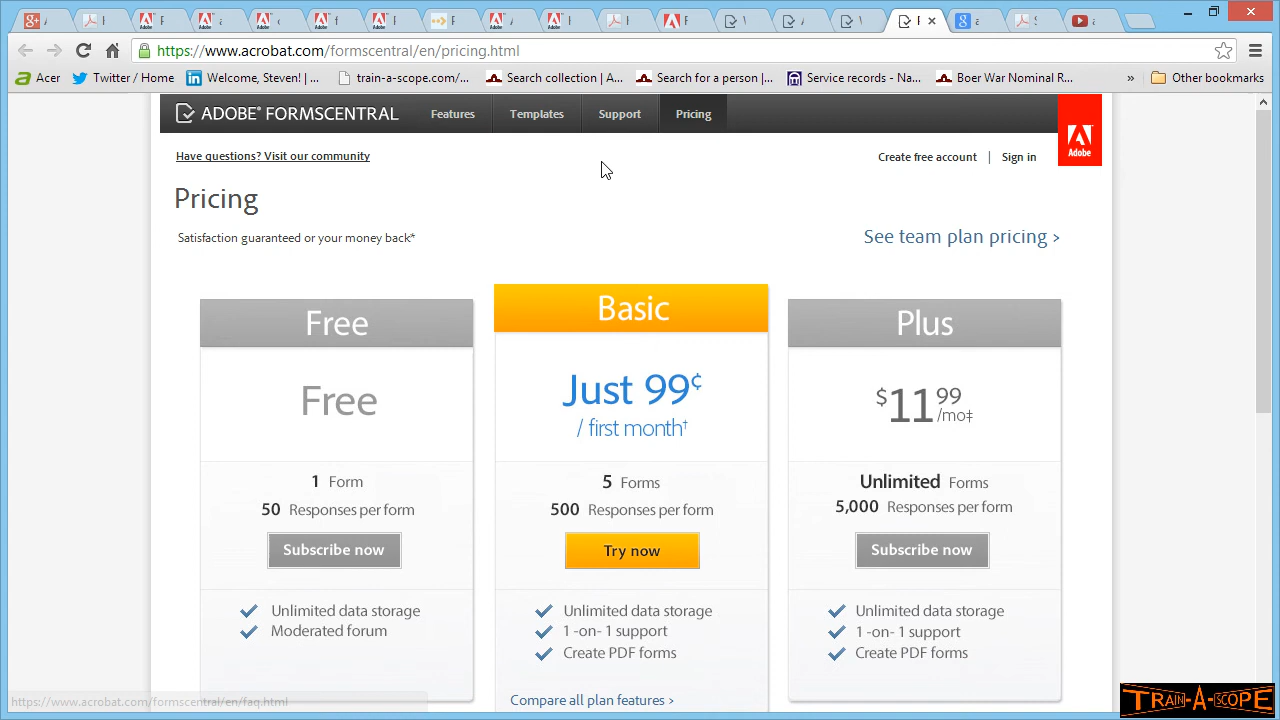 https://www.acrobat.com/formscentral/en/pricing.html
Acer
Twitter / Home
Welcome, Steven! |...
train-a-scope.com/...
Search collection | A...
Search for a person |...
Service records - Na...
Boer War Nominal R...
»
Other bookmarks
ADOBE® FORMSCENTRAL
Features
Templates
Support
Pricing
Adobe
Have questions? Visit our community
Create free account | Sign in
Pricing
Satisfaction guaranteed or your money back*
See team plan pricing >
Free
Free
1 Form
50 Responses per form
Subscribe now
Unlimited data storage
Moderated forum
Basic
Just 99¢
/ first month†
5 Forms
500 Responses per form
Try now
Unlimited data storage
1 -on- 1 support
Create PDF forms
Compare all plan features >
Plus
$11 99 /mo‡
Unlimited Forms
5,000 Responses per form
Subscribe now
Unlimited data storage
1 -on- 1 support
Create PDF forms
https://www.acrobat.com/formscentral/en/faq.html
TRAIN-A-SCOPE